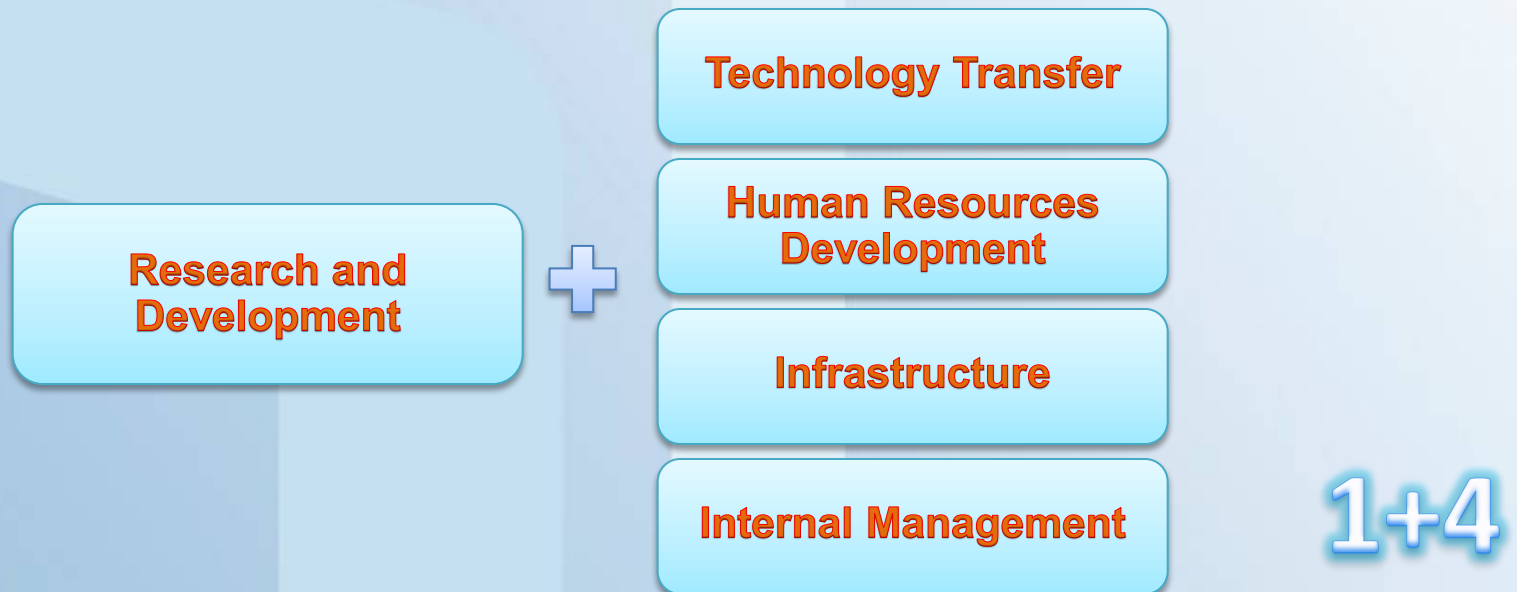 Research and
Development
Technology Transfer
Human Resources
Development
Infrastructure
Internal Management
1+4